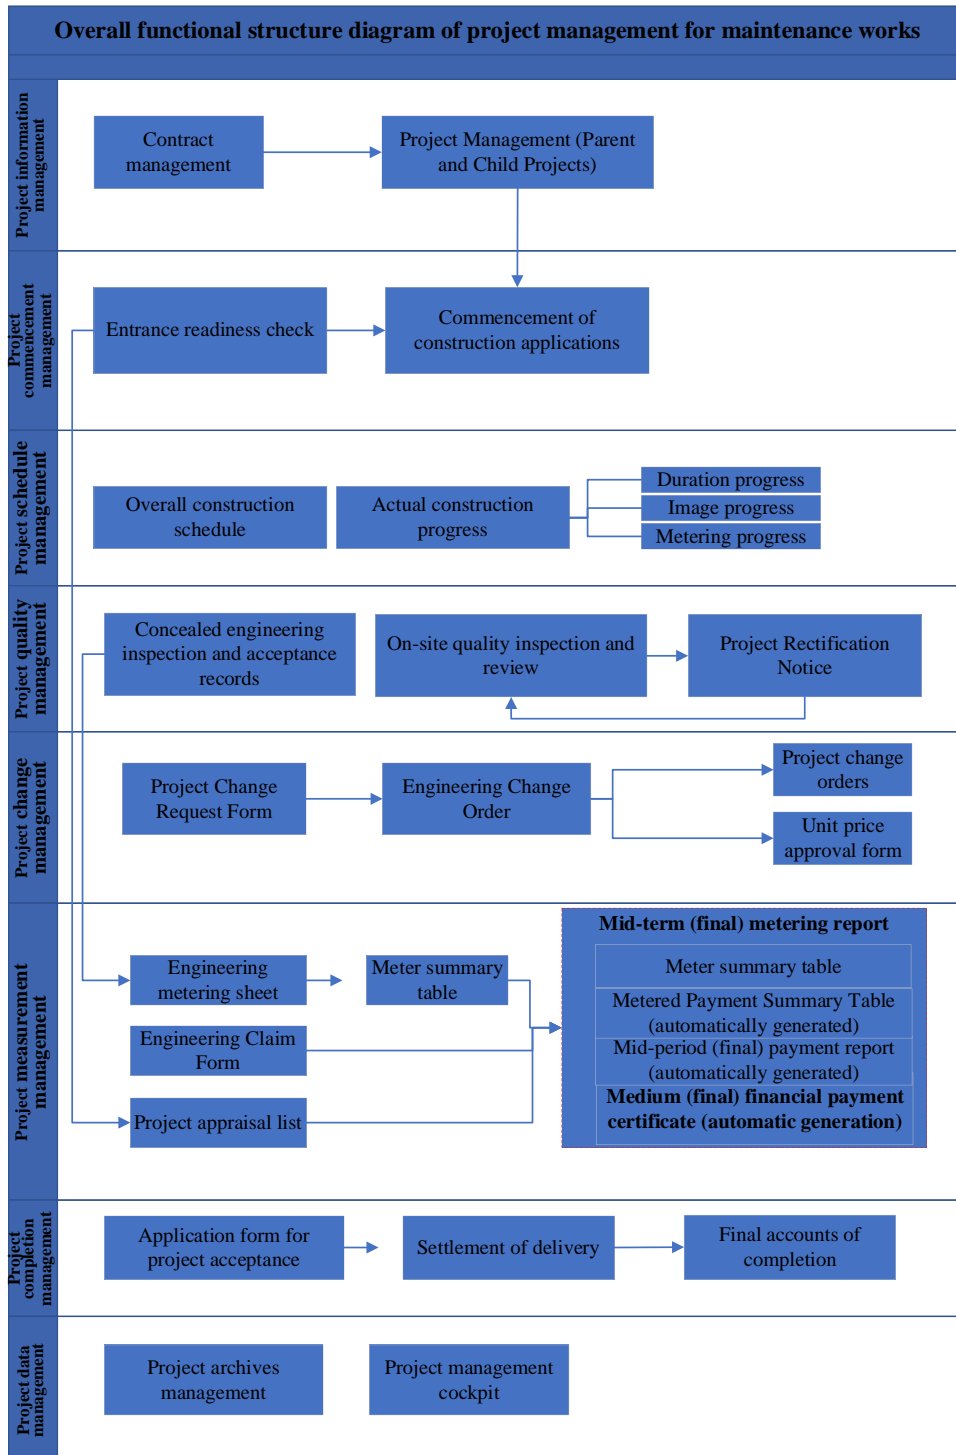 Overall functional structure diagram of project management for maintenance works
Project information
management
Contract
management
Project Management (Parent
and Child Projects)
Project
commencement
management
Entrance readiness check
Commencement of
construction applications
Project schedule
management
Overall construction
schedule
Actual construction
progress
Duration progress
Image progress
Metering progress
Project quality
management
Concealed engineering
inspection and acceptance
records
On-site quality inspection and
review
Project Rectification
Notice
Project change
management
Project Change
Request Form
Engineering Change
Order
Project change
orders
Unit price
approval form
Project measurement
management
Engineering
metering sheet
Meter summary
table
Engineering Claim
Form
Project appraisal list
Mid-term (final) metering report
Meter summary table
Metered Payment Summary Table
(automatically generated)
Mid-period (final) payment report
(automatically generated)
Medium (final) financial payment
certificate (automatic generation)
Project
completion
management
Application form for
project acceptance
Settlement of delivery
Final accounts of
completion
Project data
management
Project archives
management
Project management
cockpit